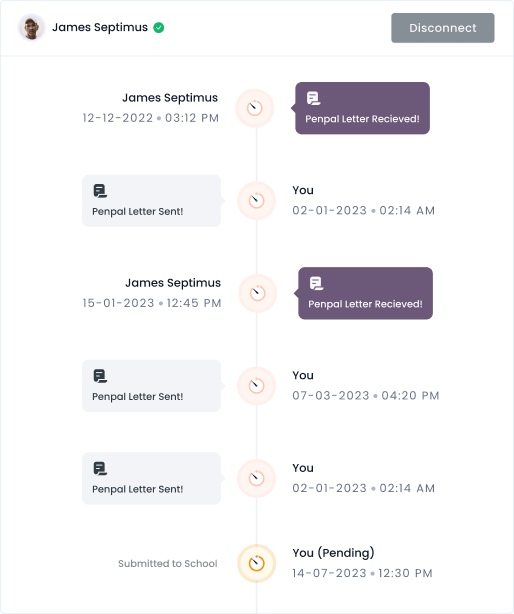 James Septimus
Disconnect
James Septimus
12-12-2022 • 03:12 PM
Penpal Letter Recieved!
Penpal Letter Sent!
You
02-01-2023 • 02:14 AM
James Septimus
15-01-2023 • 12:45 PM
Penpal Letter Recieved!
Penpal Letter Sent!
You
07-03-2023 • 04:20 PM
Penpal Letter Sent!
You
02-01-2023 • 02:14 AM
Submitted to School
You (Pending)
14-07-2023 • 12:30 PM